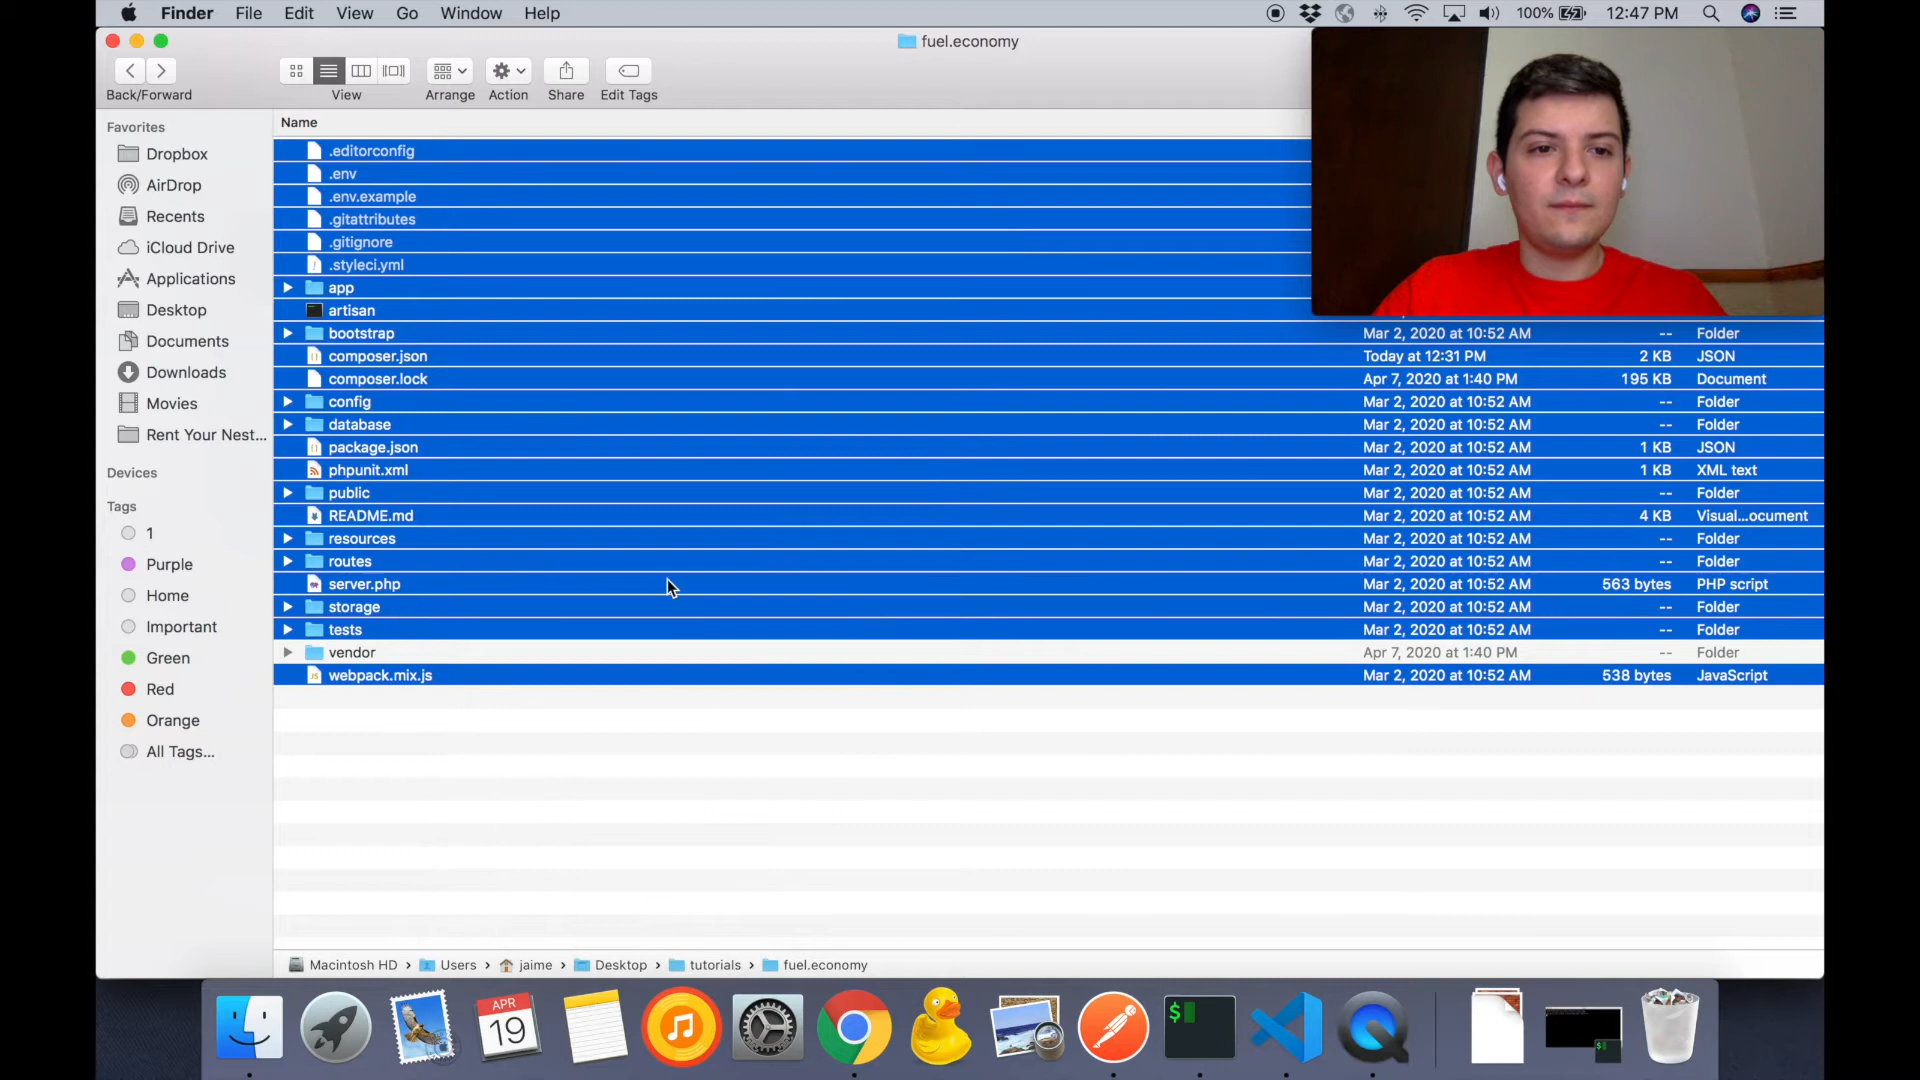 Finder File Edit View Go Window Help 100% 12:47 PM
fuel.economy
Back/Forward View Arrange Action Share Edit Tags
Favorites
Dropbox
AirDrop
Recents
iCloud Drive
Applications
Desktop
Documents
Downloads
Movies
Rent Your Nest...
Devices
Tags
1
Purple
Home
Important
Green
Red
Orange
All Tags...
Name
.editorconfig
.env
.env.example
.gitattributes
.gitignore
.styleci.yml
app
artisan
bootstrap Mar 2, 2020 at 10:52 AM -- Folder
composer.json Today at 12:31 PM 2 KB JSON
composer.lock Apr 7, 2020 at 1:40 PM 195 KB Document
config Mar 2, 2020 at 10:52 AM -- Folder
database Mar 2, 2020 at 10:52 AM -- Folder
package.json Mar 2, 2020 at 10:52 AM 1 KB JSON
phpunit.xml Mar 2, 2020 at 10:52 AM 1 KB XML text
public Mar 2, 2020 at 10:52 AM -- Folder
README.md Mar 2, 2020 at 10:52 AM 4 KB Visual...ocument
resources Mar 2, 2020 at 10:52 AM -- Folder
routes Mar 2, 2020 at 10:52 AM -- Folder
server.php Mar 2, 2020 at 10:52 AM 563 bytes PHP script
storage Mar 2, 2020 at 10:52 AM -- Folder
tests Mar 2, 2020 at 10:52 AM -- Folder
vendor Apr 7, 2020 at 1:40 PM -- Folder
webpack.mix.js Mar 2, 2020 at 10:52 AM 538 bytes JavaScript
Macintosh HD › Users › jaime › Desktop › tutorials › fuel.economy
APR
19
$
$